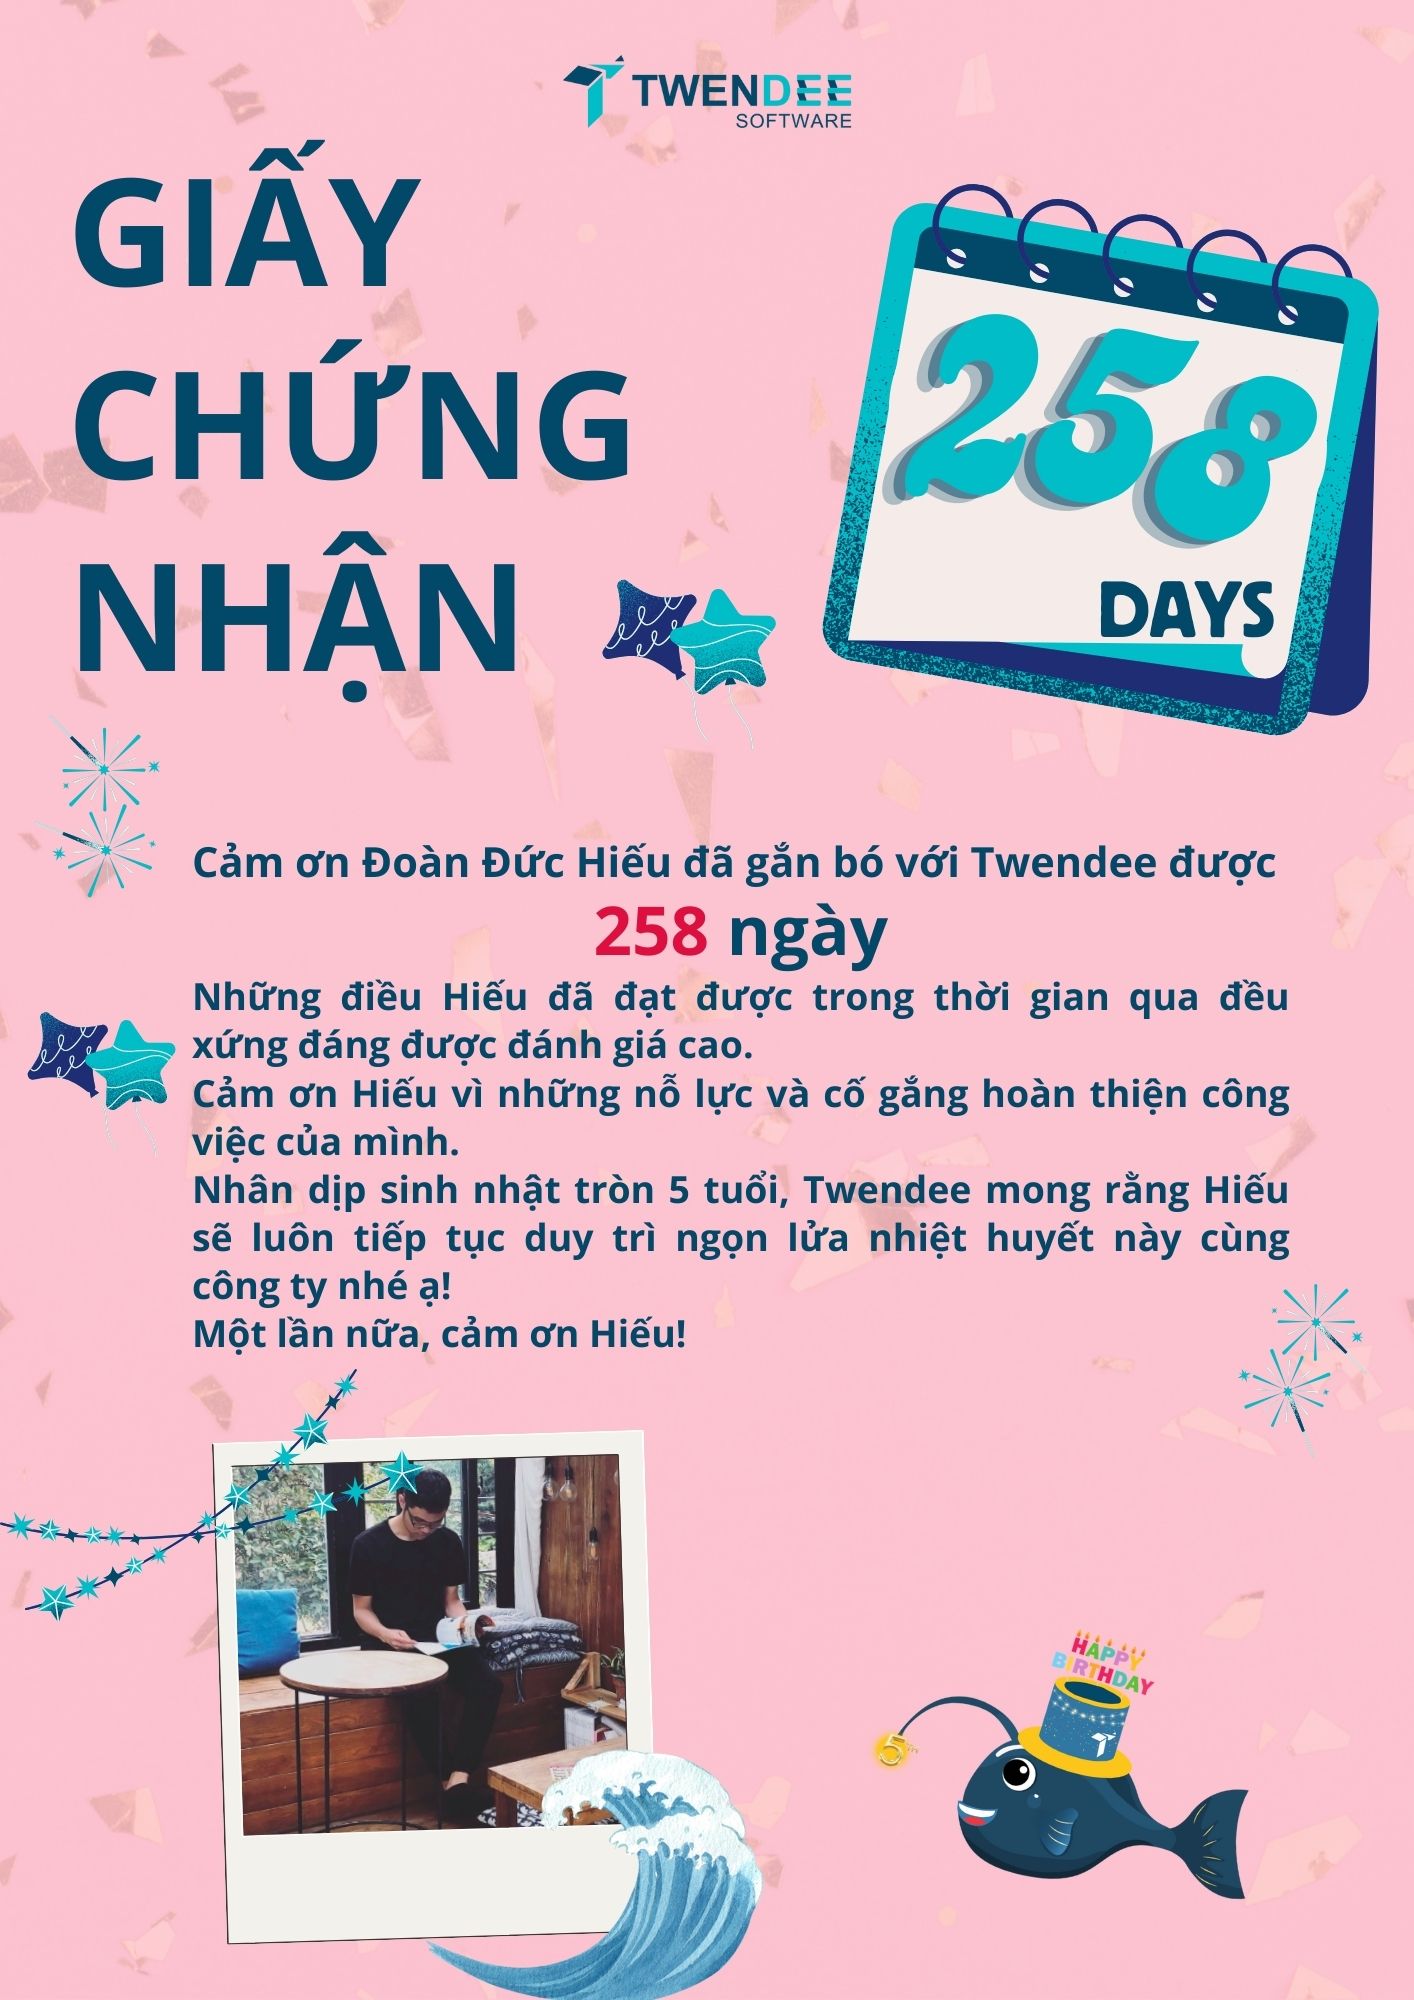 TWENDEE
SOFTWARE
GIẤY
CHỨNG
NHẬN
258
DAYS
Cảm ơn Đoàn Đức Hiếu đã gắn bó với Twendee được
258 ngày
Những điều Hiếu đã đạt được trong thời gian qua đều
xứng đáng được đánh giá cao.
Cảm ơn Hiếu vì những nỗ lực và cố gắng hoàn thiện công
việc của mình.
Nhân dịp sinh nhật tròn 5 tuổi, Twendee mong rằng Hiếu
sẽ luôn tiếp tục duy trì ngọn lửa nhiệt huyết này cùng
công ty nhé ạ!
Một lần nữa, cảm ơn Hiếu!
HAPPY
BIRTHDAY
5th